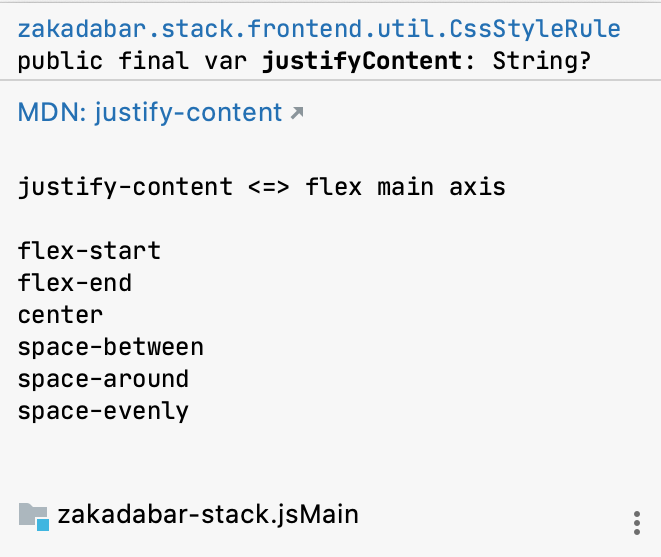 zakadabar.stack.frontend.util.CssStyleRule
public final var justifyContent: String?
MDN: justify-content
justify-content <=> flex main axis
flex-start
flex-end
center
space-between
space-around
space-evenly
zakadabar-stack.jsMain